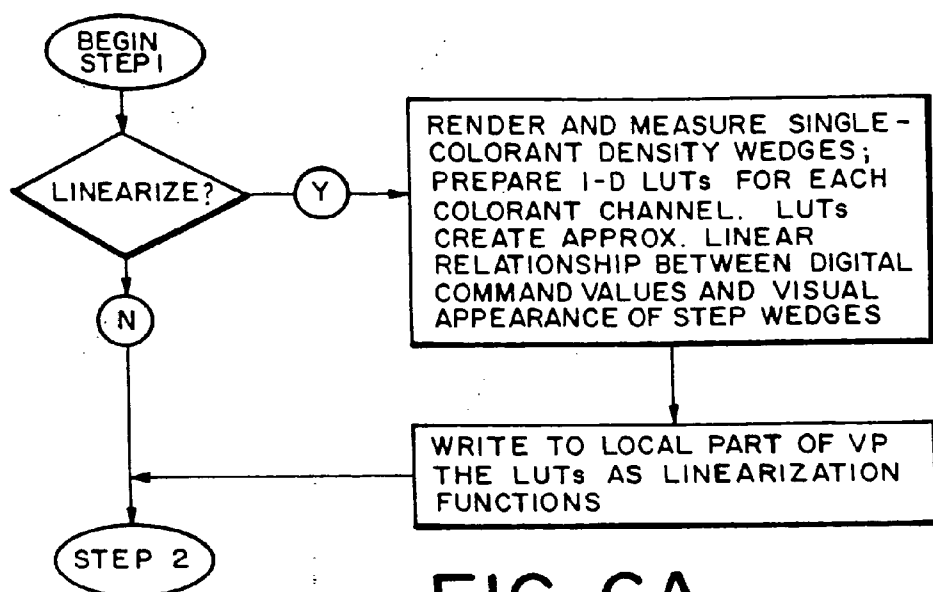 BEGIN
STEP 1
LINEARIZE?
Y
RENDER AND MEASURE SINGLE-
COLORANT DENSITY WEDGES;
PREPARE 1-D LUTs FOR EACH
COLORANT CHANNEL. LUTs
CREATE APPROX. LINEAR
RELATIONSHIP BETWEEN DIGITAL
COMMAND VALUES AND VISUAL
APPEARANCE OF STEP WEDGES
N
WRITE TO LOCAL PART OF VP
THE LUTs AS LINEARIZATION
FUNCTIONS
STEP 2
FIG. 6A